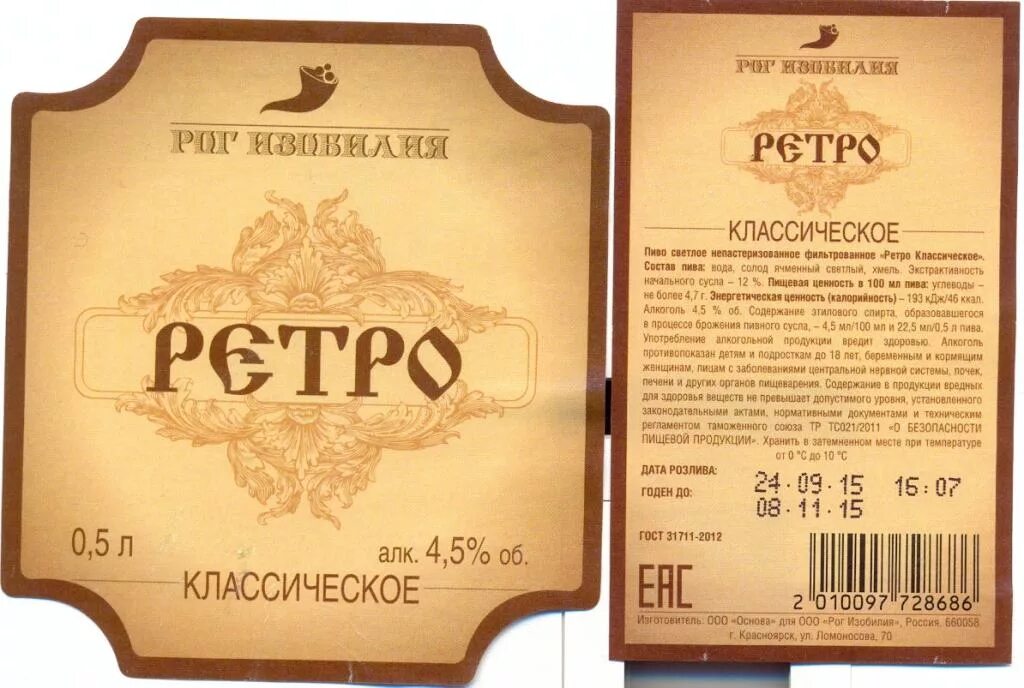 РОГ ИЗОБИЛИЯ
РЕТРО
0,5 л
алк. 4,5% об.
КЛАССИЧЕСКОЕ
РОГ ИЗОБИЛИЯ
РЕТРО
КЛАССИЧЕСКОЕ
Пиво светлое непастеризованное фильтрованное «Ретро Классическое».
Состав пива: вода, солод ячменный светлый, хмель. Экстрактивность
начального сусла – 12 %. Пищевая ценность в 100 мл пива: углеводы –
не более 4,7 г. Энергетическая ценность (калорийность) – 193 кДж/46 ккал.
Алкоголь 4,5 % об. Содержание этилового спирта, образовавшегося
в процессе брожения пивного сусла, – 4,5 мл/100 мл и 22,5 мл/0,5 л пива.
Употребление алкогольной продукции вредит здоровью. Алкоголь
противопоказан детям и подросткам до 18 лет, беременным и кормящим
женщинам, лицам с заболеваниями центральной нервной системы, почек,
печени и других органов пищеварения. Содержание в продукции вредных
для здоровья веществ не превышает допустимого уровня, установленного
законодательными актами, нормативными документами и техническим
регламентом таможенного союза ТР ТС021/2011 «О БЕЗОПАСНОСТИ
ПИЩЕВОЙ ПРОДУКЦИИ». Хранить в затемненном месте при температуре
от 0 °С до 10 °С
ДАТА РОЗЛИВА: 24·09·15 16:07
ГОДЕН ДО: 08·11·15
ГОСТ 31711-2012
EAC
2 010097 728686
Изготовитель: ООО «Основа» для ООО «Рог Изобилия», Россия, 660058
г. Красноярск, ул. Ломоносова, 70